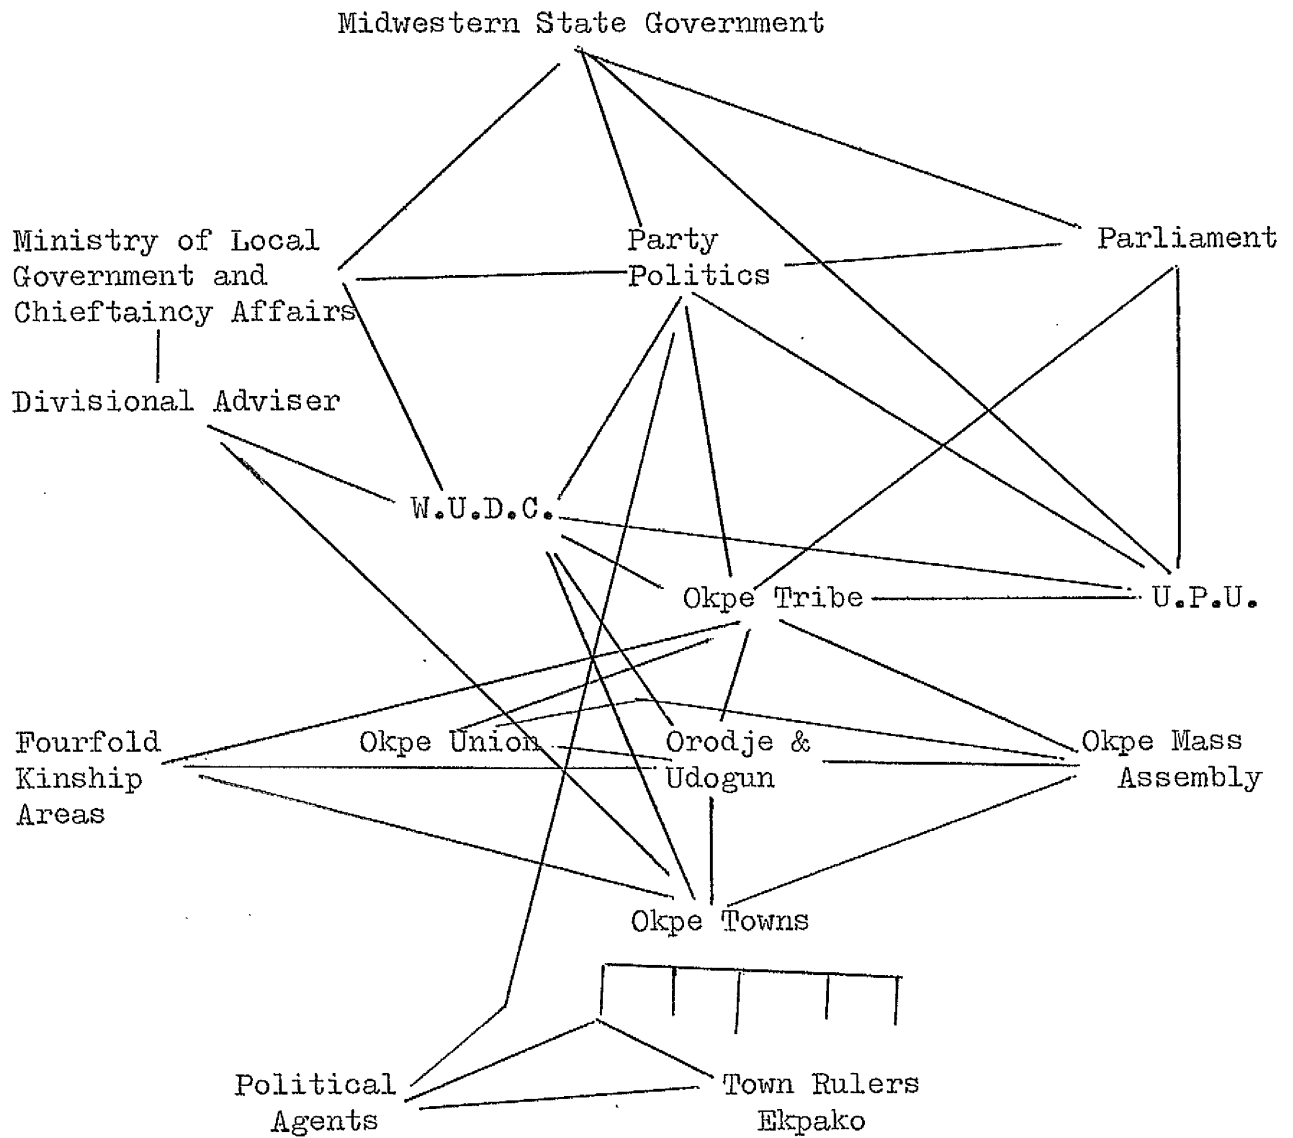 Midwestern State Government
Ministry of Local
Government and
Chieftaincy Affairs
Party
Politics
Parliament
Divisional Adviser
W.U.D.C.
Okpe Tribe
U.P.U.
Fourfold
Kinship
Areas
Okpe Union
Orodje &
Udogun
Okpe Mass
Assembly
Okpe Towns
Political
Agents
Town Rulers
Ekpako